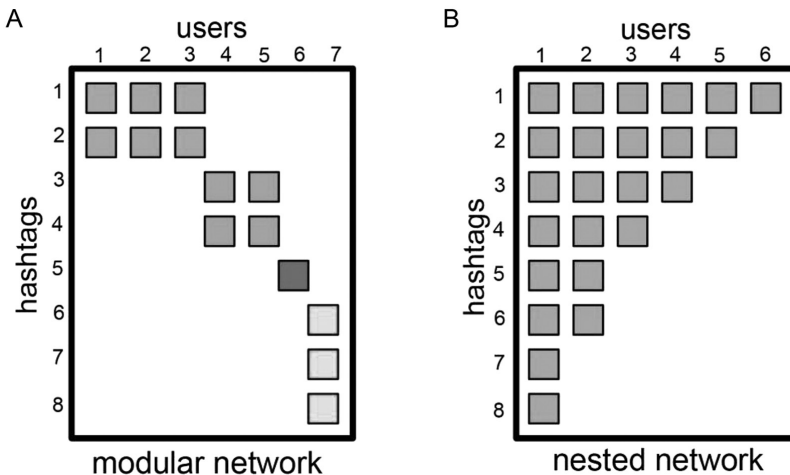 A
users
1 2 3 4 5 6 7
hashtags
1
2
3
4
5
6
7
8
modular network
B
users
1 2 3 4 5 6
hashtags
1
2
3
4
5
6
7
8
nested network